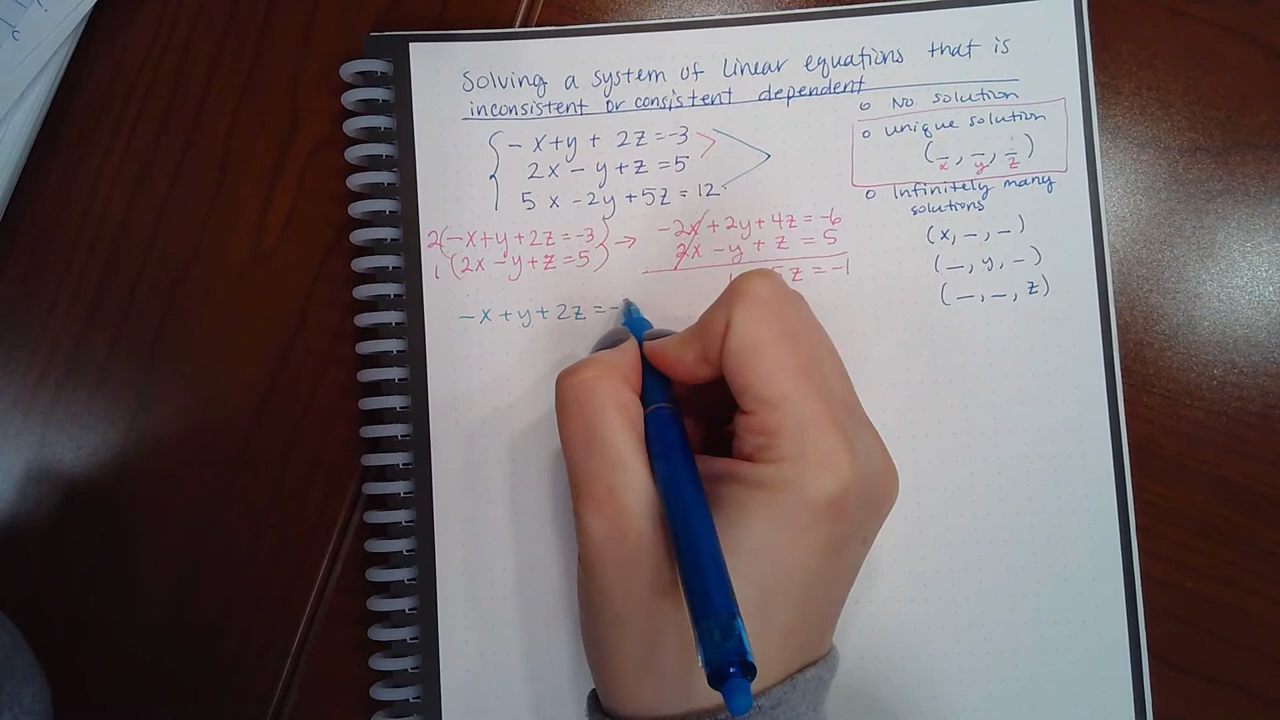 Solving a system of linear equations that is
inconsistent or consistent dependent
-x+y+2z=-3
2x-y+z=5
5x-2y+5z=12
o No solution
o unique solution
(_, _, _)
x y z
o Infinitely many
solutions
(x, _, _)
(_, y, _)
(_, _, z)
2(-x+y+2z=-3) → -2x+2y+4z=-6
1(2x-y+z=5) 2x-y+z=5
z=-1
-x+y+2z=-